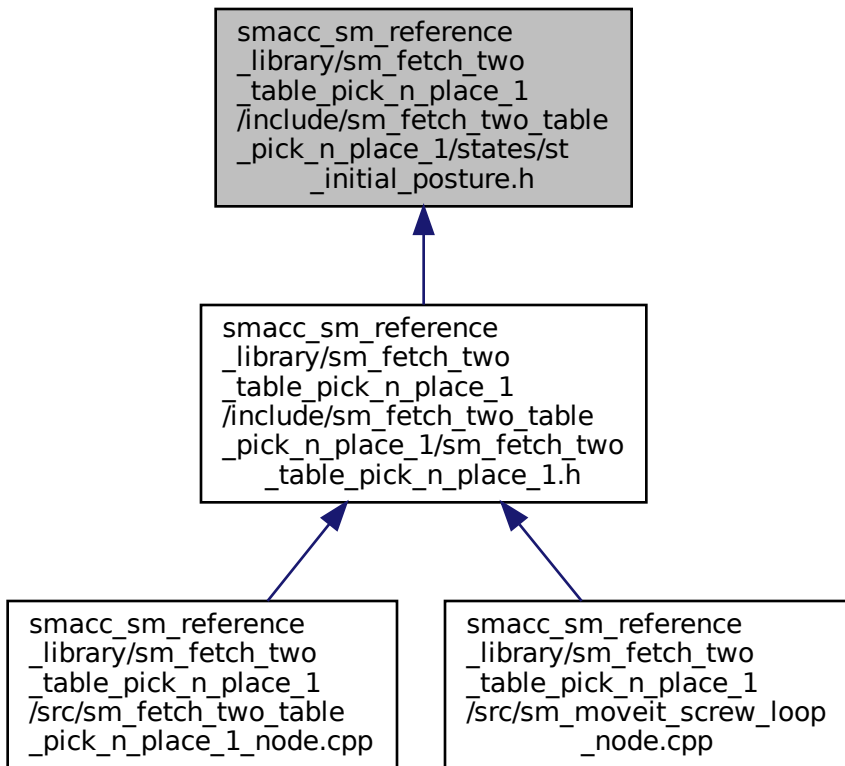 smacc_sm_reference
_library/sm_fetch_two
_table_pick_n_place_1
/include/sm_fetch_two_table
_pick_n_place_1/states/st
_initial_posture.h
smacc_sm_reference
_library/sm_fetch_two
_table_pick_n_place_1
/include/sm_fetch_two_table
_pick_n_place_1/sm_fetch_two
_table_pick_n_place_1.h
smacc_sm_reference
_library/sm_fetch_two
_table_pick_n_place_1
/src/sm_fetch_two_table
_pick_n_place_1_node.cpp
smacc_sm_reference
_library/sm_fetch_two
_table_pick_n_place_1
/src/sm_moveit_screw_loop
_node.cpp